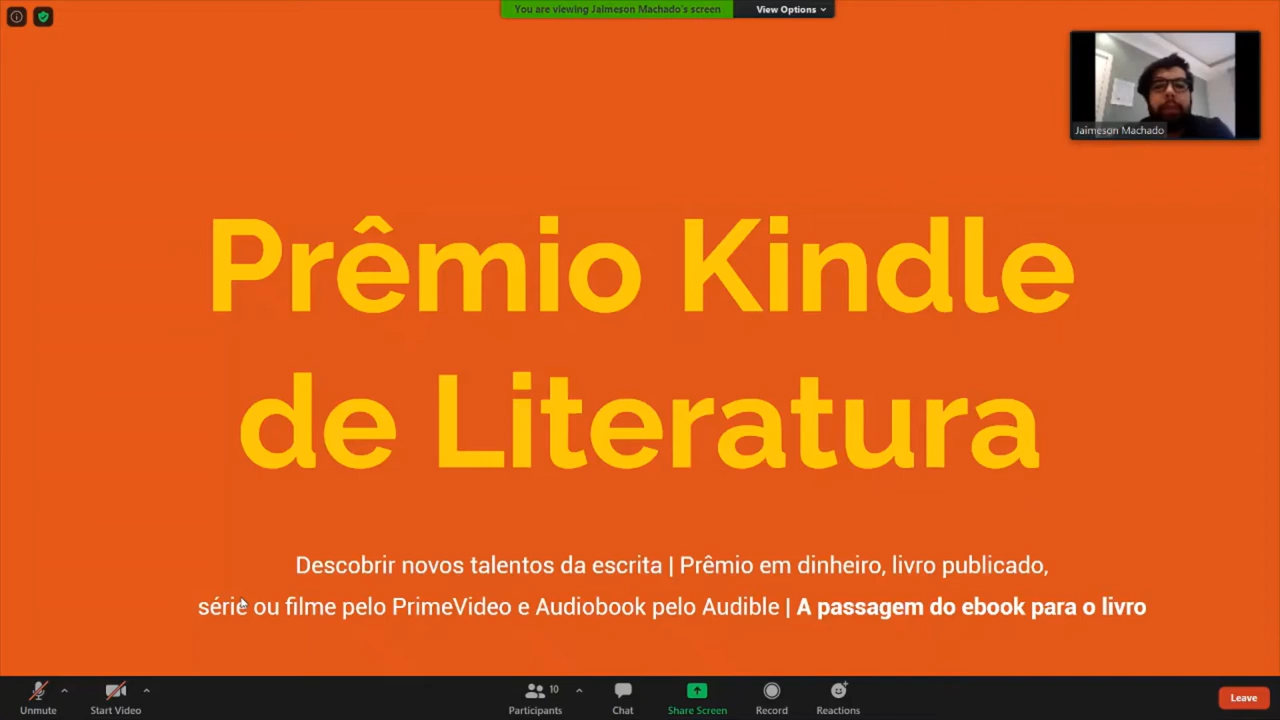 You are viewing Jaimeson Machado's screen
View Options
Jaimeson Machado
Prêmio Kindle
de Literatura
Descobrir novos talentos da escrita | Prêmio em dinheiro, livro publicado,
série ou filme pelo PrimeVideo e Audiobook pelo Audible | A passagem do ebook para o livro
Unmute
Start Video
10
Participants
Chat
Share Screen
Record
Reactions
Leave